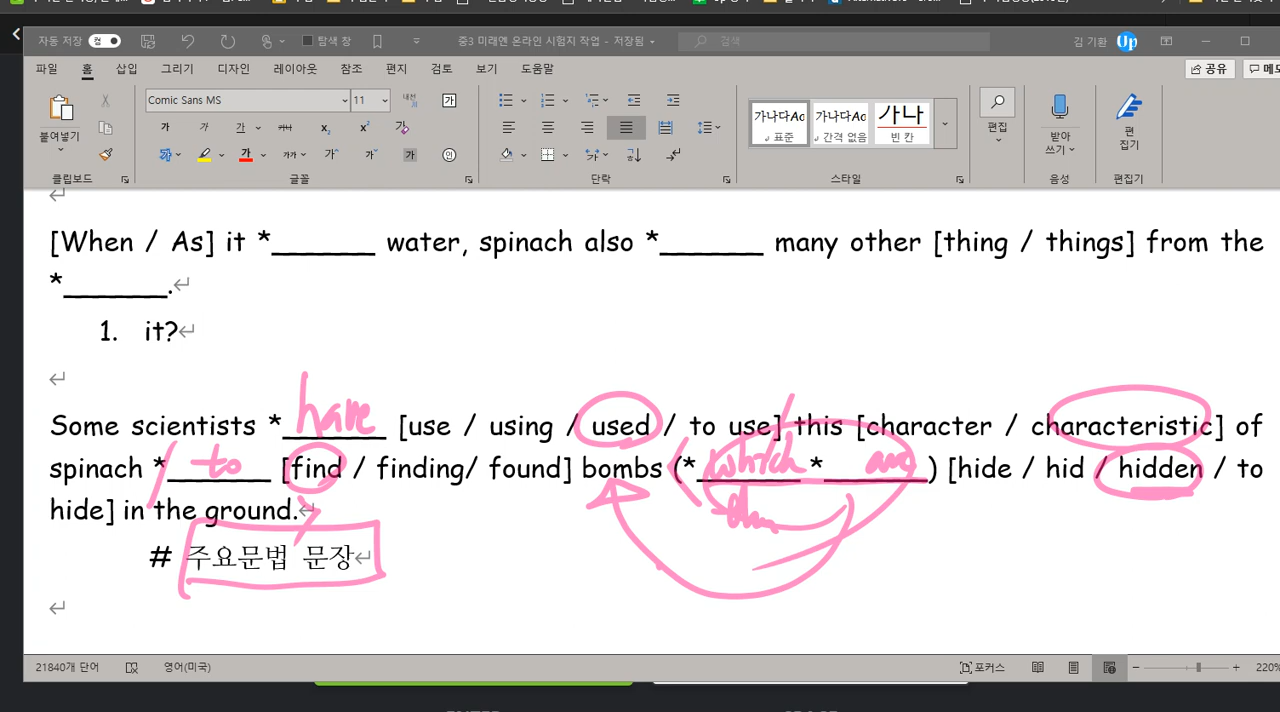 자동 저장 컴 중3 미래엔 온라인 시험지 작업 - 저장됨 검색 김 기환 Up
탐색 창
파일 홈 삽입 그리기 디자인 레이아웃 참조 편지 검토 보기 도움말 공유 메모
붙여넣기 Comic Sans MS 11 가나다Ac 가나다Ac 가나 편집 받아쓰기 편집기
표준 간격 없음 빈 칸
클립보드 글꼴 단락 스타일 음성 편집기
[When / As] it *______ water, spinach also *______ many other [thing / things] from the
*______.
1. it?
Some scientists * have [use / using / used / to use] this [character / characteristic] of
spinach * to [find / finding/ found] bombs (* which * are) [hide / hid / hidden / to
hide] in the ground.
# 주요문법 문장
21840개 단어 영어(미국) 포커스 220%